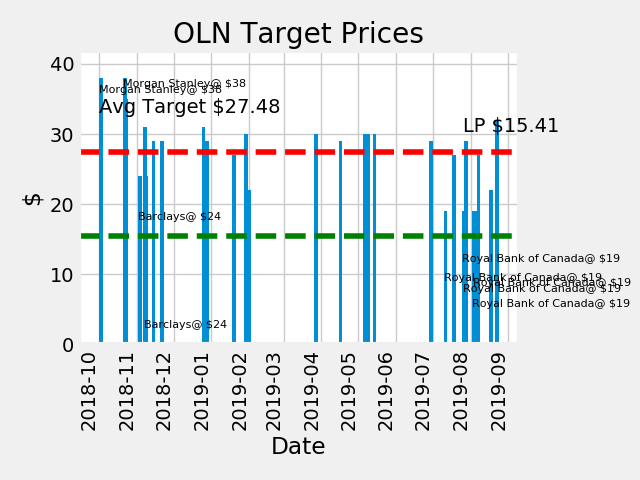 OLN Target Prices
40
30
20
10
0
$
Morgan Stanley@ $38
Morgan Stanley@ $38
Avg Target $27.48
LP $15.41
Barclays@ $24
Royal Bank of Canada@ $19
Royal Bank of Canada@ $19
Royal Bank of Canada@ $19
Royal Bank of Canada@ $19
Royal Bank of Canada@ $19
Barclays@ $24
2018-10
2018-11
2018-12
2019-01
2019-02
2019-03
2019-04
2019-05
2019-06
2019-07
2019-08
2019-09
Date